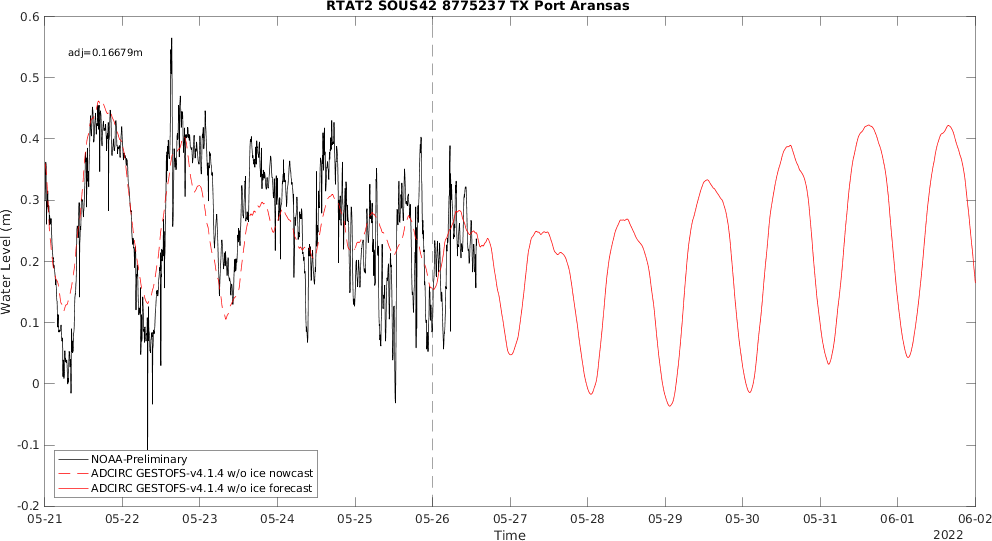 RTAT2 SOUS42 8775237 TX Port Aransas
adj=0.16679m
0.6
0.5
0.4
0.3
0.2
0.1
0
-0.1
-0.2
Water Level (m)
NOAA-Preliminary
ADCIRC GESTOFS-v4.1.4 w/o ice nowcast
ADCIRC GESTOFS-v4.1.4 w/o ice forecast
05-21 05-22 05-23 05-24 05-25 05-26 05-27 05-28 05-29 05-30 05-31 06-01 06-02
Time
2022